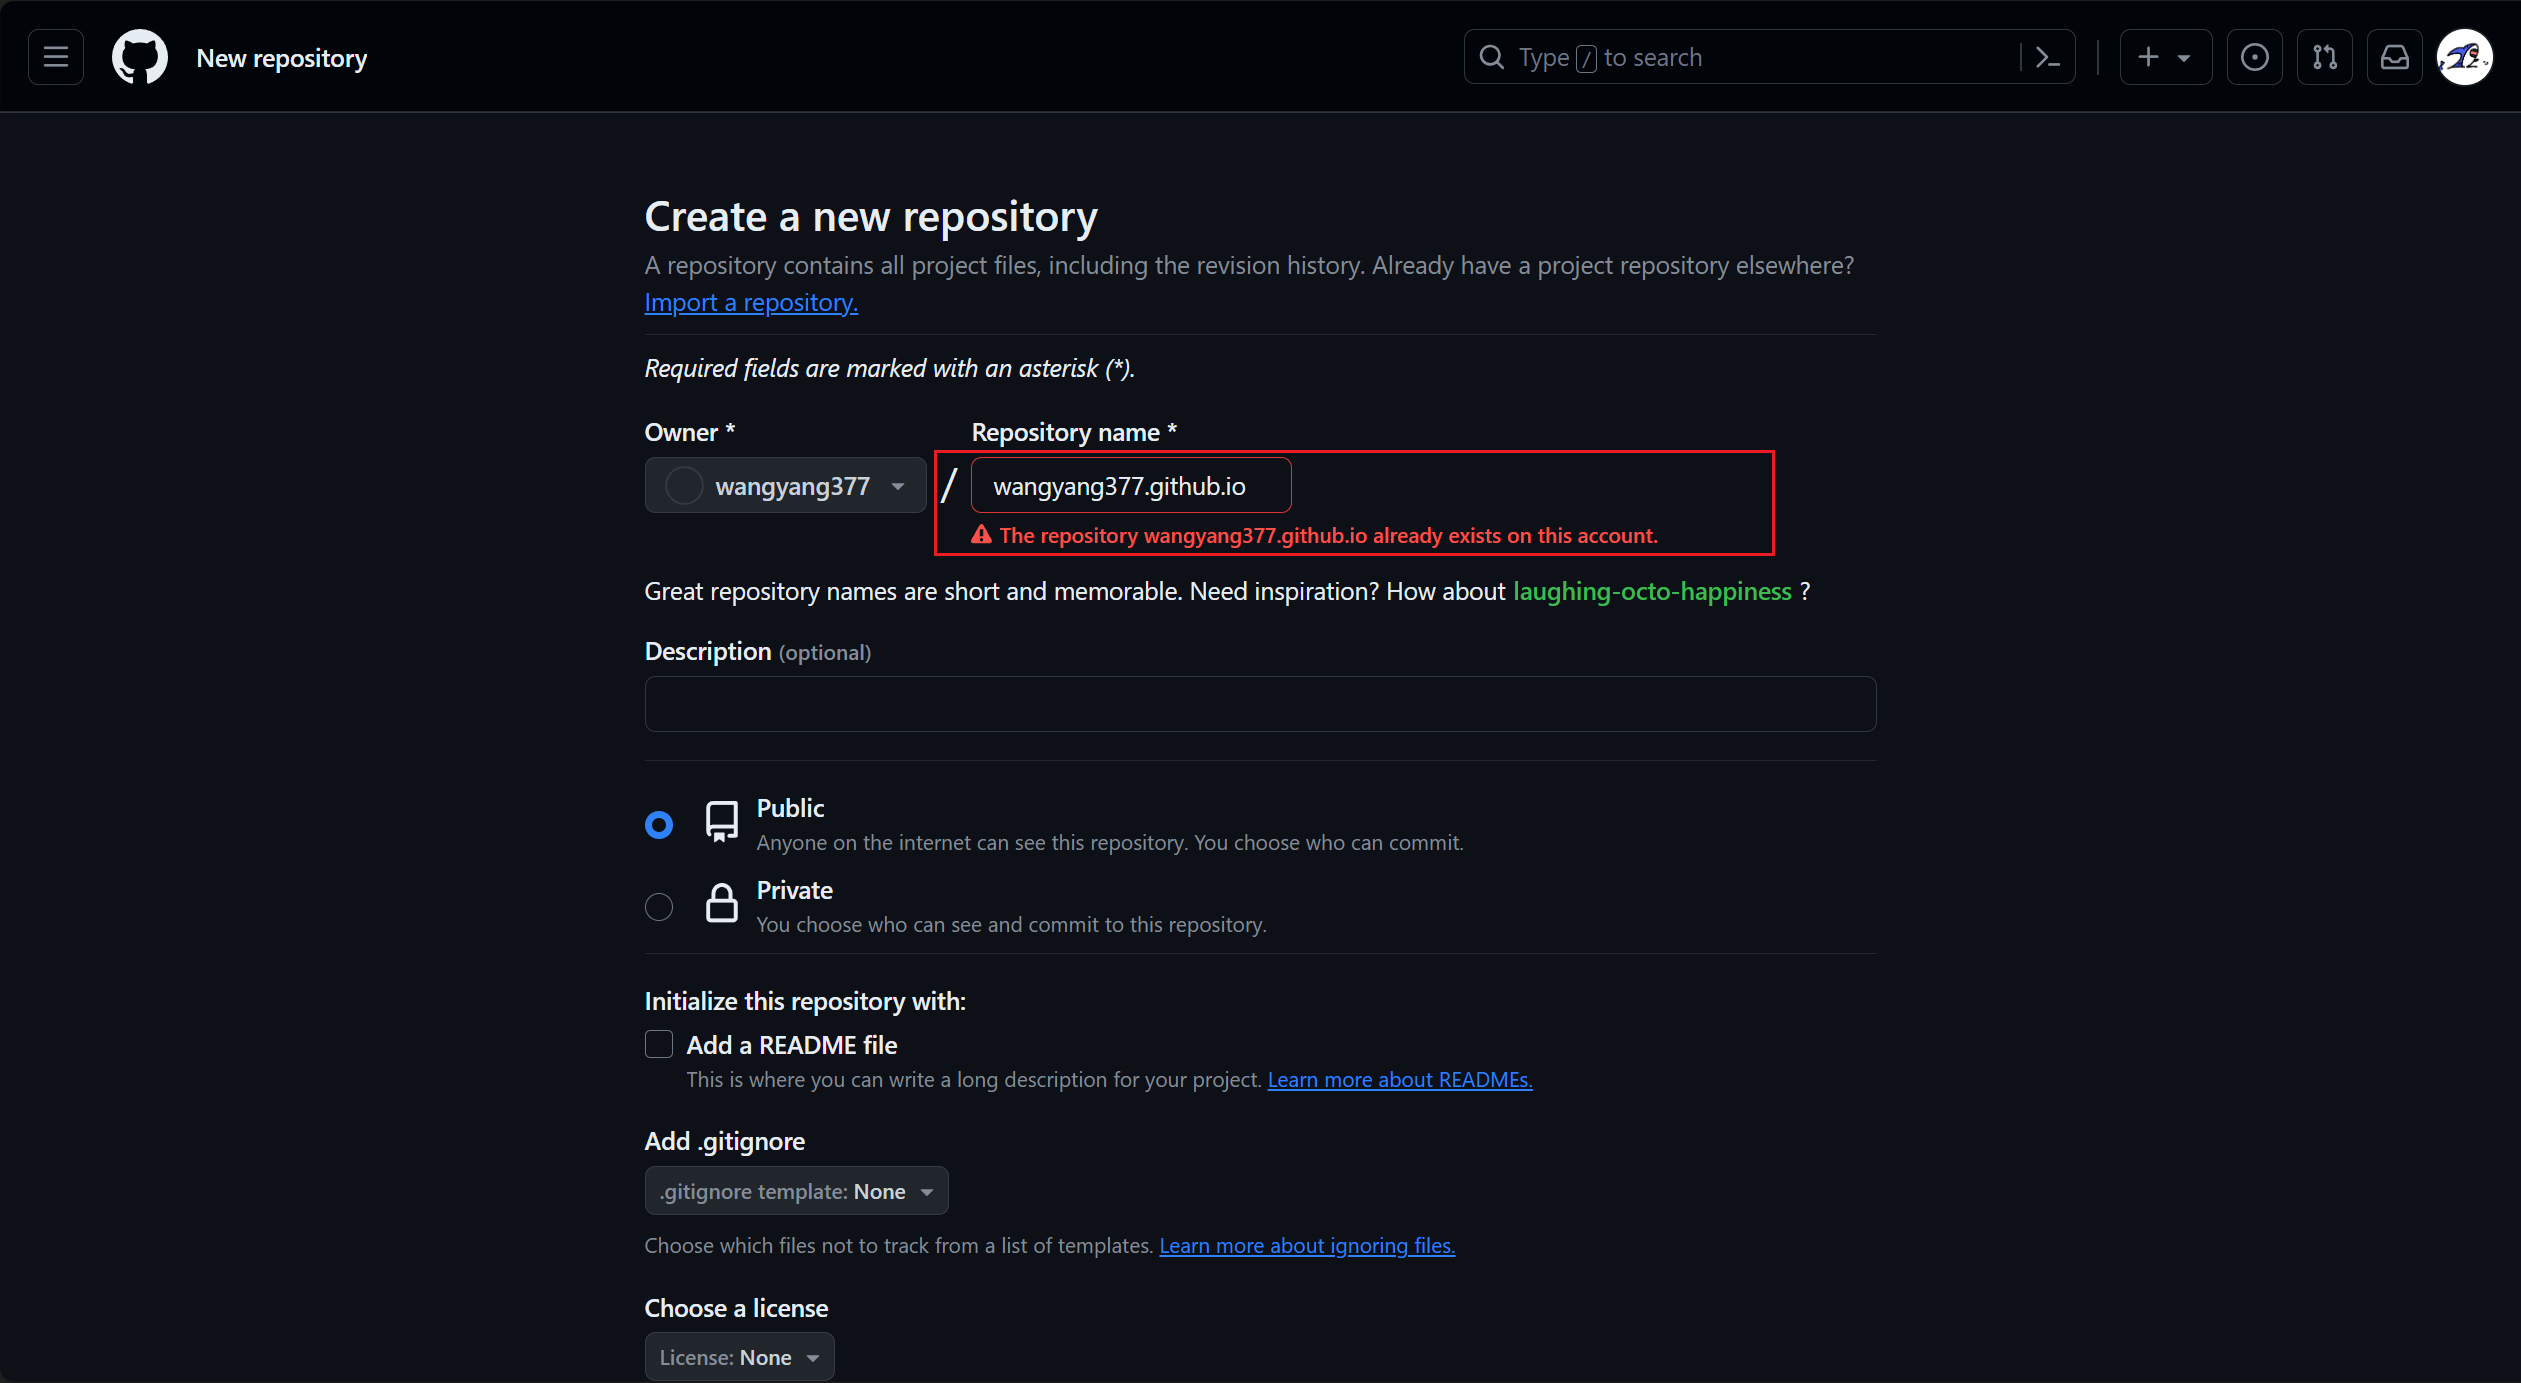 New repository
Type / to search
Create a new repository
A repository contains all project files, including the revision history. Already have a project repository elsewhere?
Import a repository.
Required fields are marked with an asterisk (*).
Owner * Repository name *
wangyang377 / wangyang377.github.io
The repository wangyang377.github.io already exists on this account.
Great repository names are short and memorable. Need inspiration? How about laughing-octo-happiness ?
Description (optional)
Public
Anyone on the internet can see this repository. You choose who can commit.
Private
You choose who can see and commit to this repository.
Initialize this repository with:
Add a README file
This is where you can write a long description for your project. Learn more about READMEs.
Add .gitignore
.gitignore template: None
Choose which files not to track from a list of templates. Learn more about ignoring files.
Choose a license
License: None